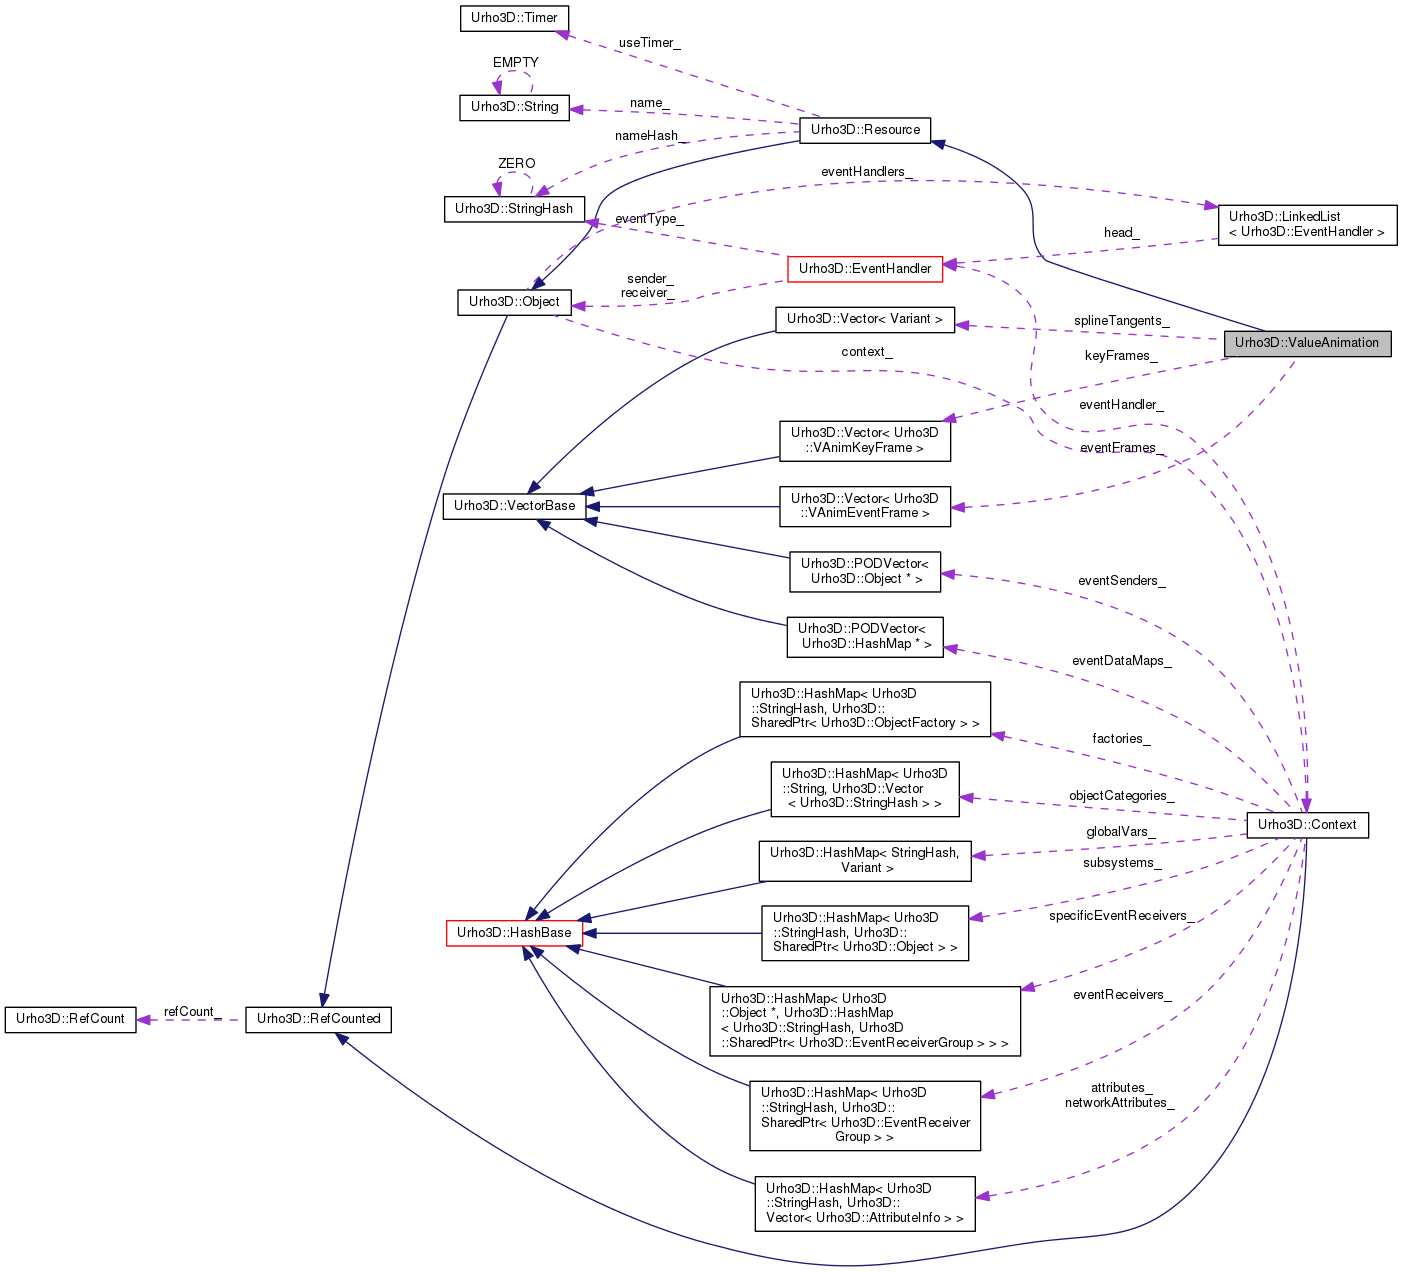 Urho3D::Timer
useTimer_
EMPTY
Urho3D::String
name_
Urho3D::Resource
nameHash_
ZERO
Urho3D::StringHash
eventHandlers_
eventType_
Urho3D::LinkedList
< Urho3D::EventHandler >
head_
Urho3D::EventHandler
sender_
receiver_
Urho3D::Object
Urho3D::Vector< Variant >
splineTangents_
Urho3D::ValueAnimation
context_
keyFrames_
eventHandler_
Urho3D::Vector< Urho3D
::VAnimKeyFrame >
eventFrames_
Urho3D::VectorBase
Urho3D::Vector< Urho3D
::VAnimEventFrame >
Urho3D::PODVector<
Urho3D::Object * >
eventSenders_
Urho3D::PODVector<
Urho3D::HashMap * >
eventDataMaps_
Urho3D::HashMap< Urho3D
::StringHash, Urho3D::
SharedPtr< Urho3D::ObjectFactory > >
factories_
Urho3D::HashMap< Urho3D
::String, Urho3D::Vector
< Urho3D::StringHash > >
objectCategories_
Urho3D::Context
globalVars_
Urho3D::HashMap< StringHash,
Variant >
subsystems_
Urho3D::HashMap< Urho3D
::StringHash, Urho3D::
SharedPtr< Urho3D::Object > >
specificEventReceivers_
Urho3D::HashBase
Urho3D::HashMap< Urho3D
::Object *, Urho3D::HashMap
< Urho3D::StringHash, Urho3D
::SharedPtr< Urho3D::EventReceiverGroup > > >
eventReceivers_
Urho3D::RefCount
refCount_
Urho3D::RefCounted
Urho3D::HashMap< Urho3D
::StringHash, Urho3D::
SharedPtr< Urho3D::EventReceiver
Group > >
attributes_
networkAttributes_
Urho3D::HashMap< Urho3D
::StringHash, Urho3D::
Vector< Urho3D::AttributeInfo > >